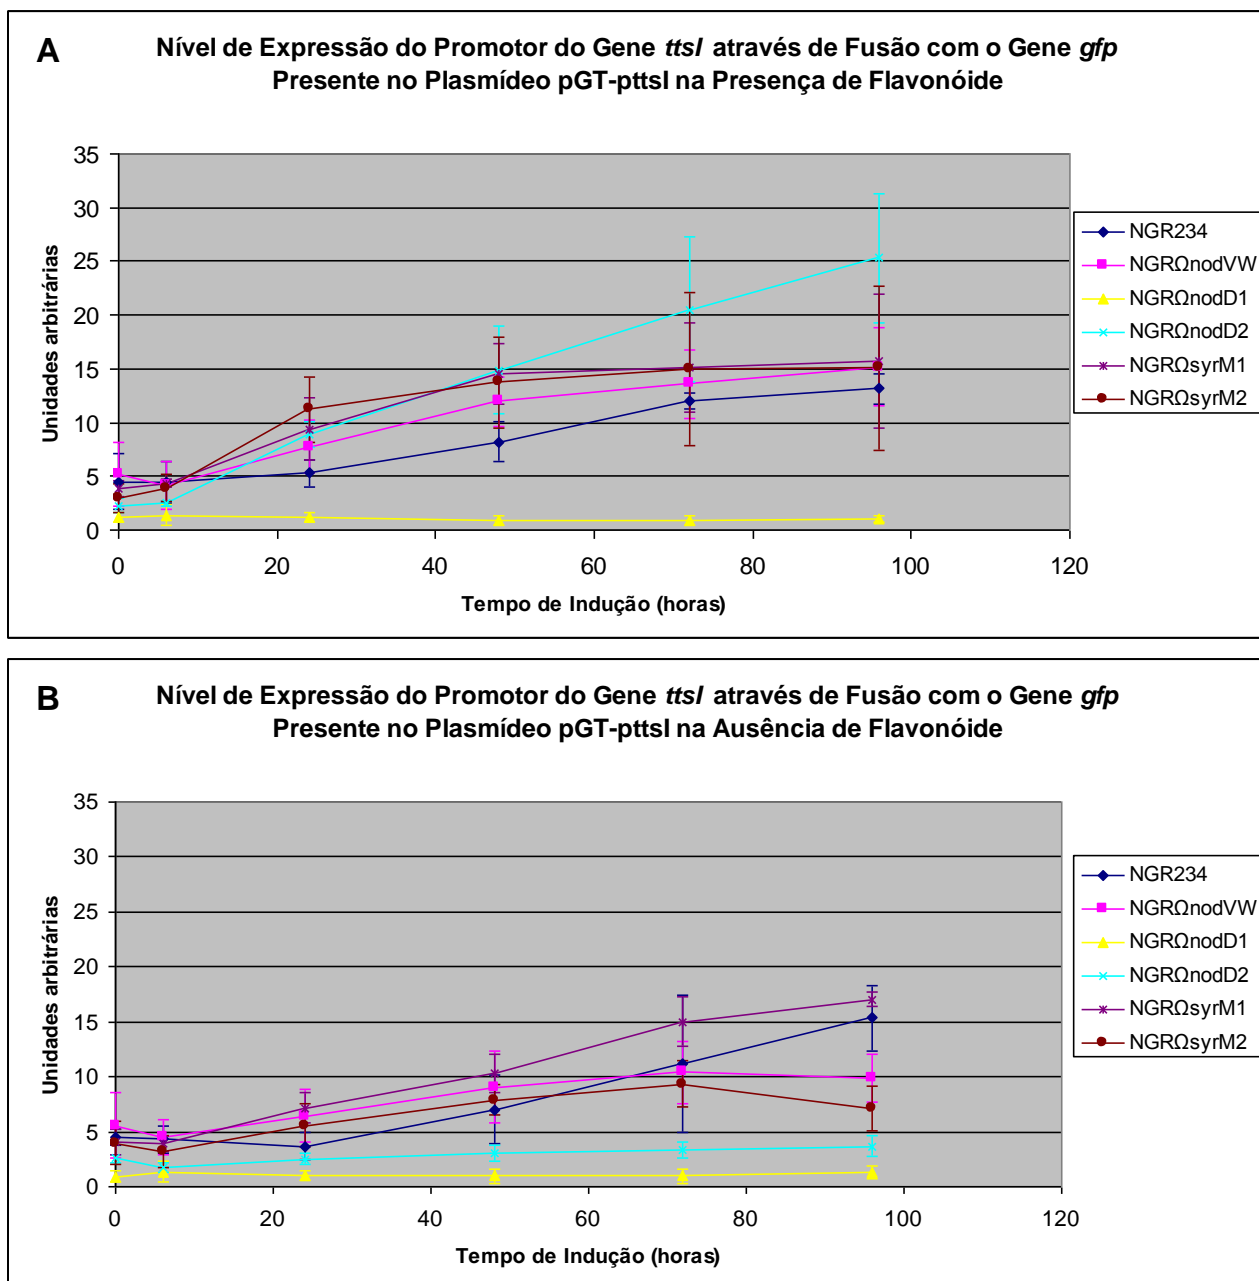 A
Nível de Expressão do Promotor do Gene ttsI através de Fusão com o Gene gfp
Presente no Plasmídeo pGT-pttsI na Presença de Flavonóide
Unidades arbitrárias
35
30
25
20
15
10
5
0
0 20 40 60 80 100 120
Tempo de Indução (horas)
NGR234
NGRΩnodVW
NGRΩnodD1
NGRΩnodD2
NGRΩsyrM1
NGRΩsyrM2
B
Nível de Expressão do Promotor do Gene ttsI através de Fusão com o Gene gfp
Presente no Plasmídeo pGT-pttsI na Ausência de Flavonóide
Unidades arbitrárias
35
30
25
20
15
10
5
0
0 20 40 60 80 100 120
Tempo de Indução (horas)
NGR234
NGRΩnodVW
NGRΩnodD1
NGRΩnodD2
NGRΩsyrM1
NGRΩsyrM2